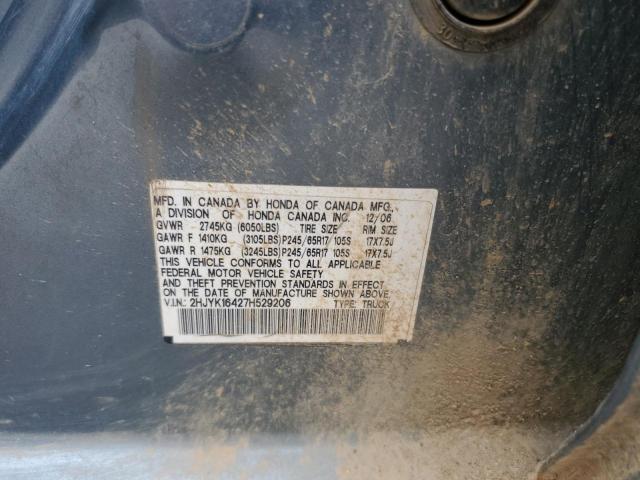 MFD. IN CANADA BY HONDA OF CANADA MFG.,
A DIVISION OF HONDA CANADA INC. 12/06
GVWR 2745KG (6050LBS) TIRE SIZE RIM SIZE
GAWR F 1410KG (3105LBS) P245/65R17 105S 17X7.5J
GAWR R 1475KG (3245LBS) P245/65R17 105S 17X7.5J
THIS VEHICLE CONFORMS TO ALL APPLICABLE
FEDERAL MOTOR VEHICLE SAFETY
AND THEFT PREVENTION STANDARDS IN EFFECT
ON THE DATE OF MANUFACTURE SHOWN ABOVE.
V.I.N.: 2HJYK16427H529206 TYPE: TRUCK